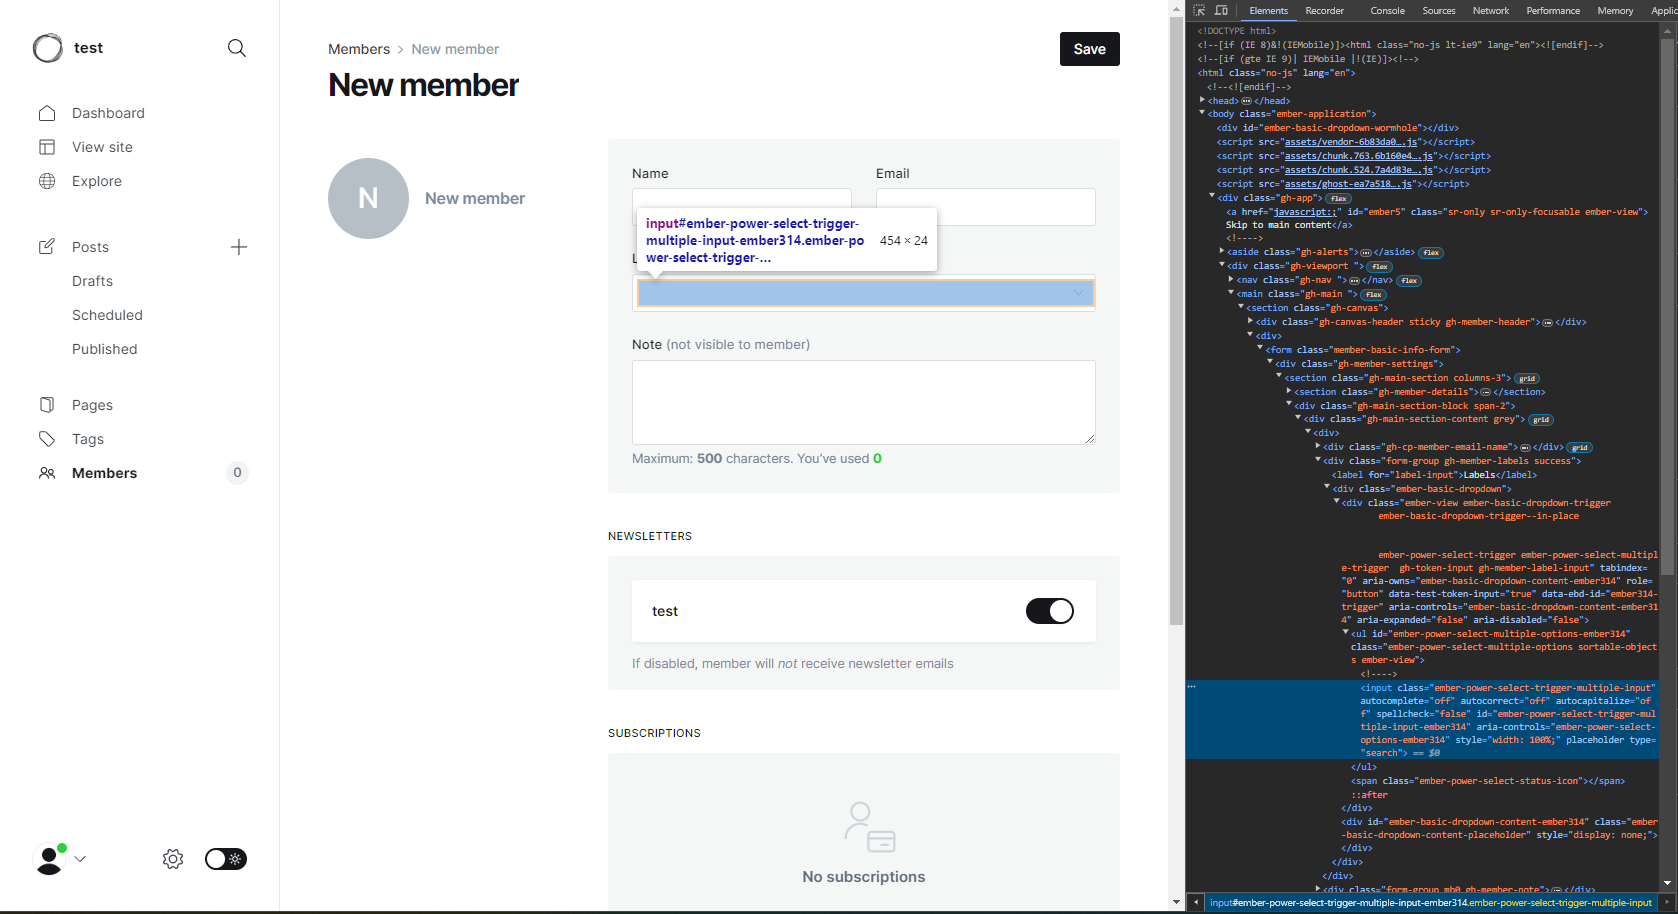 test
Dashboard
View site
Explore
Posts
Drafts
Scheduled
Published
Pages
Tags
Members
0
Members > New member
Save
New member
N
New member
Name
Email
input#ember-power-select-trigger-
multiple-input-ember314.ember-po
wer-select-trigger-...
454 × 24
Note (not visible to member)
Maximum: 500 characters. You've used 0
NEWSLETTERS
test
If disabled, member will not receive newsletter emails
SUBSCRIPTIONS
No subscriptions
Elements
Recorder
Console
Sources
Network
Performance
Memory
Applic
<!DOCTYPE html>
<!--[if (IE 8)&!(IEMobile)]><html class="no-js lt-ie9" lang="en"><![endif]-->
<!--[if (gte IE 9)| IEMobile |!(IE)]><!-->
<html class="no-js" lang="en">
<!--<![endif]-->
<head>…</head>
<body class="ember-application">
<div id="ember-basic-dropdown-wormhole"></div>
<script src="assets/vendor-6b83da0….js"></script>
<script src="assets/chunk.763.6b160e4….js"></script>
<script src="assets/chunk.524.7a4d83e….js"></script>
<script src="assets/ghost-ea7a518….js"></script>
<div class="gh-app"> flex
<a href="javascript:;" id="ember5" class="sr-only sr-only-focusable ember-view">
Skip to main content</a>
<!---->
<aside class="gh-alerts">…</aside> flex
<div class="gh-viewport "> flex
<nav class="gh-nav ">…</nav> flex
<main class="gh-main "> flex
<section class="gh-canvas">
<div class="gh-canvas-header sticky gh-member-header">…</div>
<div>
<form class="member-basic-info-form">
<div class="gh-member-settings">
<section class="gh-main-section columns-3"> grid
<section class="gh-member-details">…</section>
<div class="gh-main-section-block span-2">
<div class="gh-main-section-content grey"> grid
<div>
<div class="gh-cp-member-email-name">…</div> grid
<div class="form-group gh-member-labels success">
<label for="label-input">Labels</label>
<div class="ember-basic-dropdown">
<div class="ember-view ember-basic-dropdown-trigger
ember-basic-dropdown-trigger--in-place
ember-power-select-trigger ember-power-select-multipl
e-trigger  gh-token-input gh-member-label-input" tabindex=
"0" aria-owns="ember-basic-dropdown-content-ember314" role=
"button" data-test-token-input="true" data-ebd-id="ember314-
trigger" aria-controls="ember-basic-dropdown-content-ember31
4" aria-expanded="false" aria-disabled="false">
<ul id="ember-power-select-multiple-options-ember314"
class="ember-power-select-multiple-options sortable-object
s ember-view">
<!---->
<input class="ember-power-select-trigger-multiple-input"
autocomplete="off" autocorrect="off" autocapitalize="of
f" spellcheck="false" id="ember-power-select-trigger-mul
tiple-input-ember314" aria-controls="ember-power-select-
options-ember314" style="width: 100%;" placeholder type=
"search"> == $0
</ul>
<span class="ember-power-select-status-icon"></span>
::after
</div>
<div id="ember-basic-dropdown-content-ember314" class="ember
-basic-dropdown-content-placeholder" style="display: none;">
</div>
</div>
</div>
<div class="form-group mb0 gh-member-note">…</div>
input#ember-power-select-trigger-multiple-input-ember314.ember-power-select-trigger-multiple-input